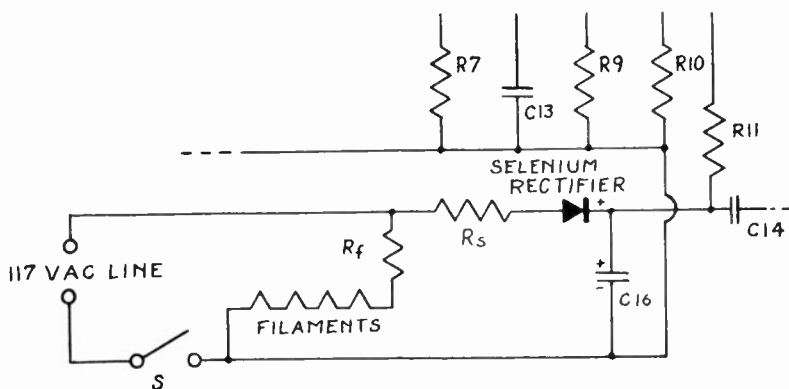 R7
C13
R9
R10
R11
SELENIUM
RECTIFIER
+
C14
Rf
Rs
117 VAC LINE
+
-
C16
FILAMENTS
S